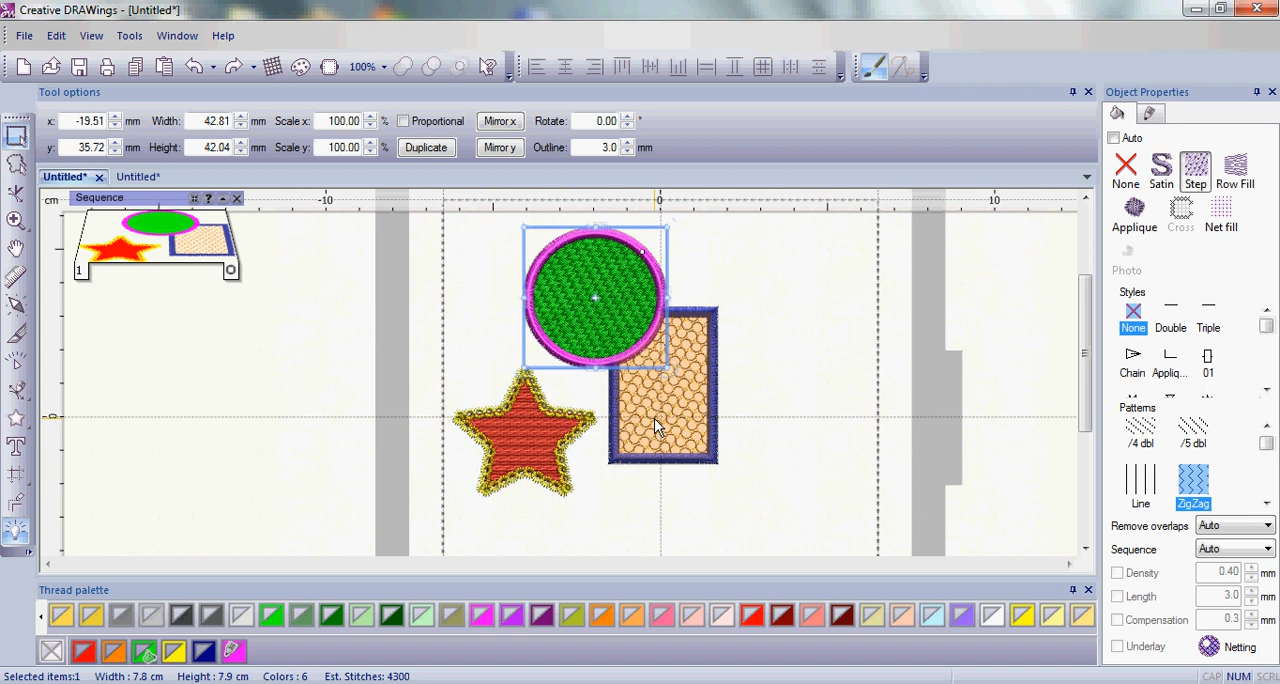 Creative DRAWings - [Untitled*]
File Edit View Tools Window Help
100%
Tool options
Object Properties
x: -19.51 mm Width: 42.81 mm Scale x: 100.00 % Proportional Mirror x Rotate: 0.00 °
y: 35.72 mm Height: 42.04 mm Scale y: 100.00 % Duplicate Mirror y Outline: 3.0 mm
Auto
None Satin Step Row Fill
Applique Cross Net fill
Photo
Untitled* Untitled*
cm -10 0 10
Sequence
1
0
Styles
None Double Triple
Chain Appliq... 01
Patterns
/4 dbl /5 dbl
Line ZigZag
Remove overlaps Auto
Sequence Auto
Density 0.40 mm
Length 3.0 mm
Compensation 0.3 mm
Underlay Netting
Thread palette
Selected items:1 Width : 7.8 cm Height : 7.9 cm Colors : 6 Est. Stitches: 4300 CAP NUM SCRL